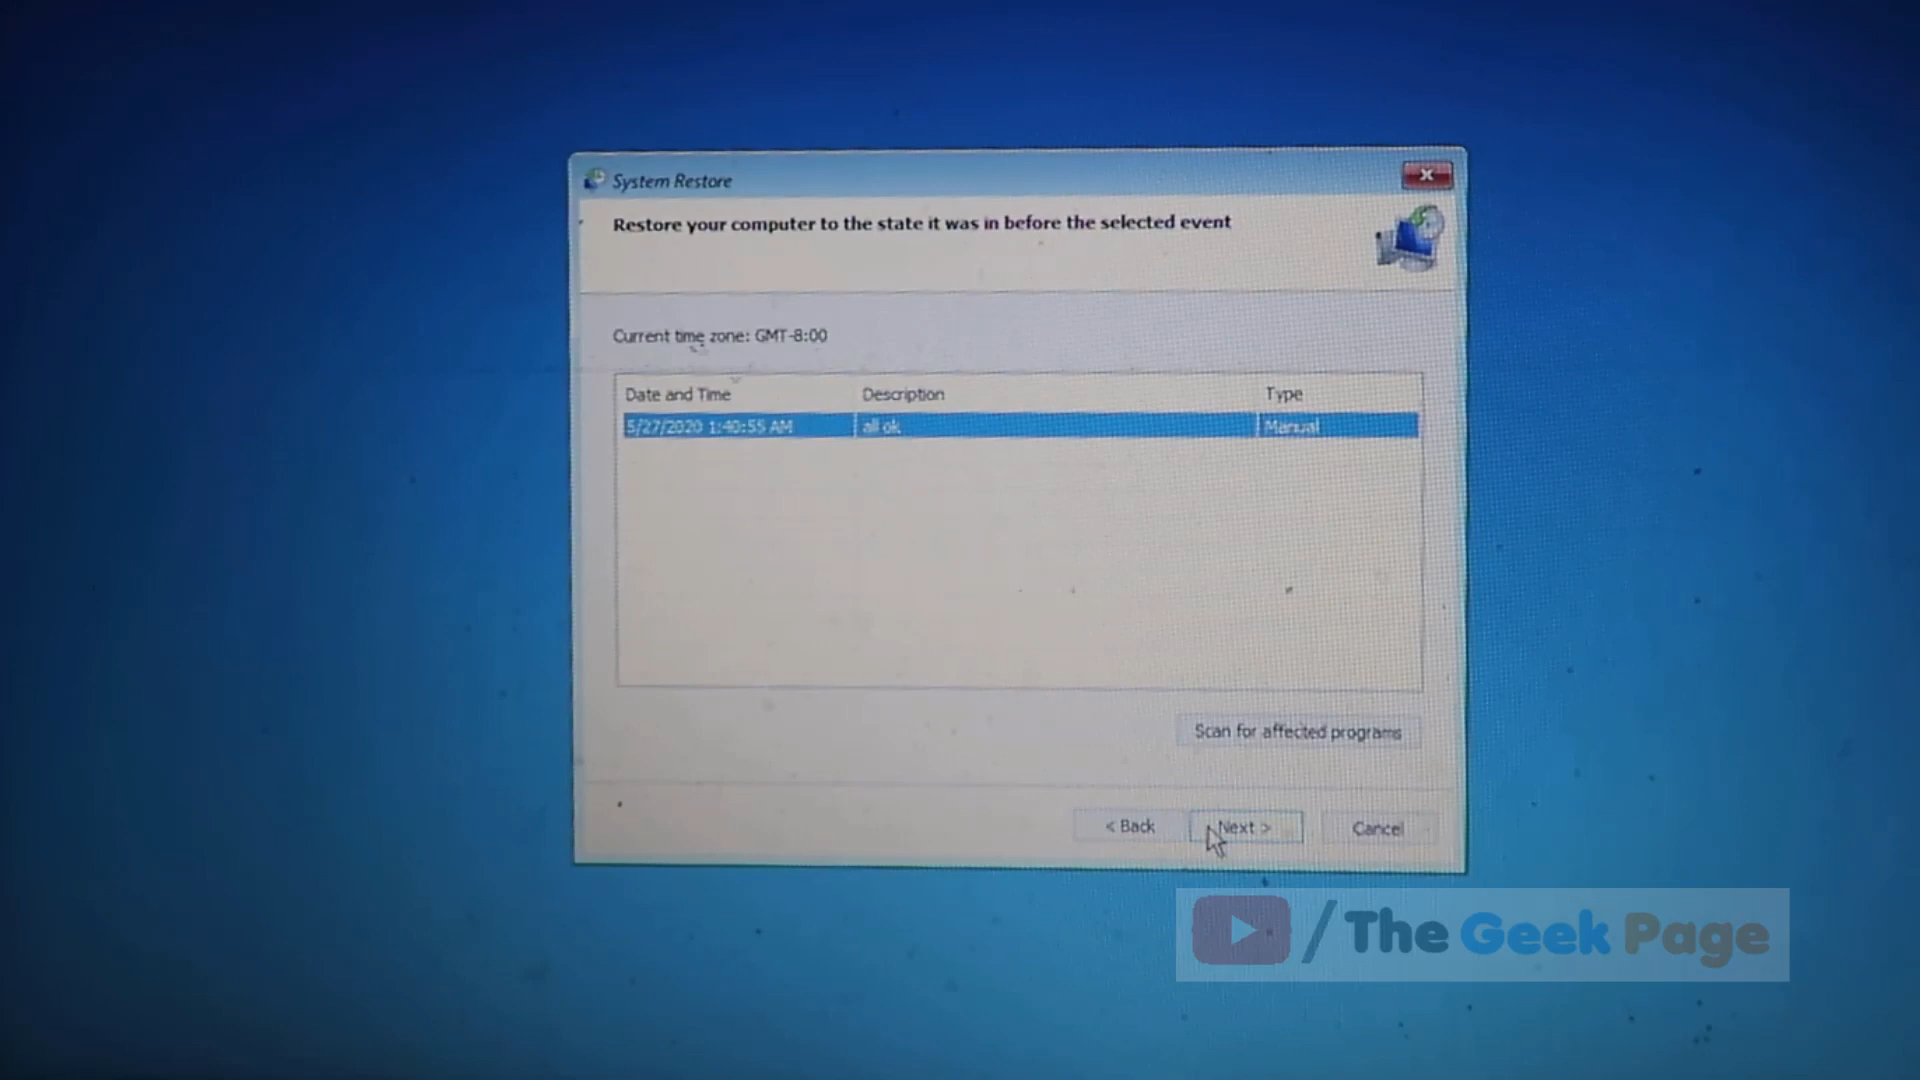 System Restore
Restore your computer to the state it was in before the selected event
Current time zone: GMT-8:00
Date and Time Description Type
5/27/2020 1:40:55 AM all ok Manual
Scan for affected programs
< Back Next > Cancel
/ The Geek Page